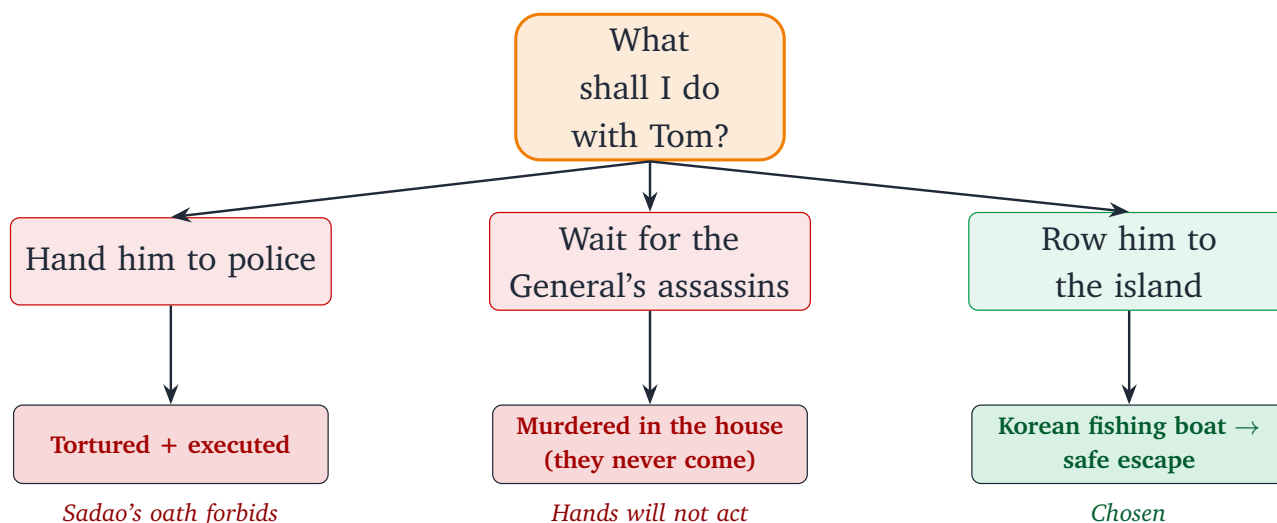 What
shall I do
with Tom?
Hand him to police
Wait for the
General's assassins
Row him to
the island
Tortured + executed
Murdered in the house
(they never come)
Korean fishing boat →
safe escape
Sadao's oath forbids
Hands will not act
Chosen